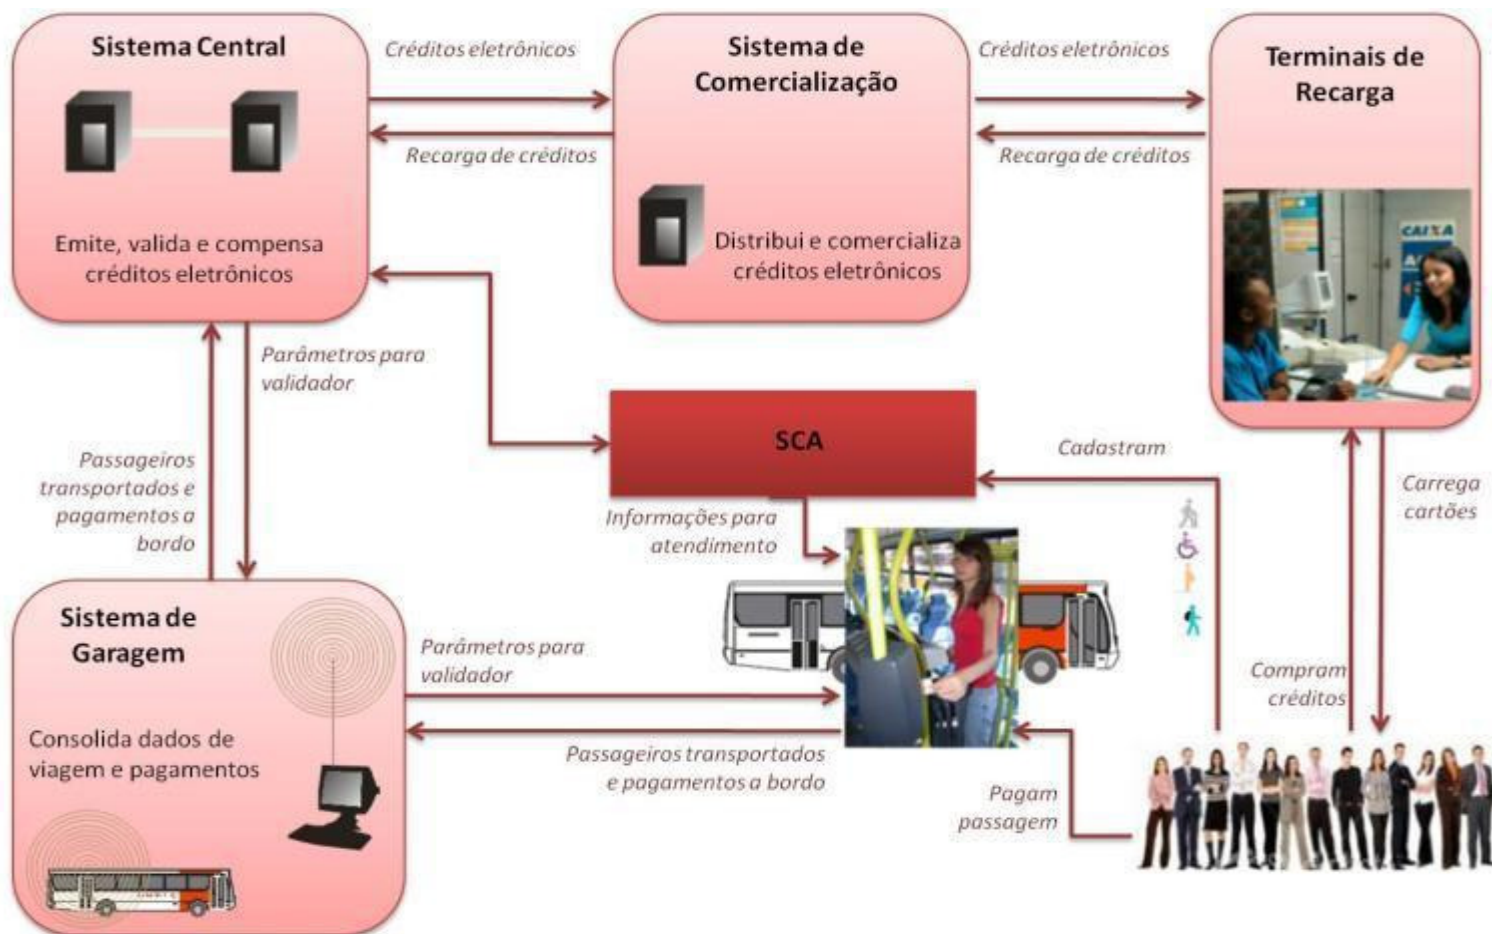 Sistema Central
Créditos eletrônicos
Sistema de
Comercialização
Créditos eletrônicos
Terminais de
Recarga
Recarga de créditos
Recarga de créditos
Emite, valida e compensa
créditos eletrônicos
Distribui e comercializa
créditos eletrônicos
CAIXA
Parâmetros para
validador
SCA
Cadastram
Passageiros
transportados e
pagamentos a
bordo
Informações para
atendimento
Carrega
cartões
Sistema de
Garagem
Parâmetros para
validador
Compram
créditos
Consolida dados de
viagem e pagamentos
Passageiros transportados
e pagamentos a bordo
Pagam
passagem